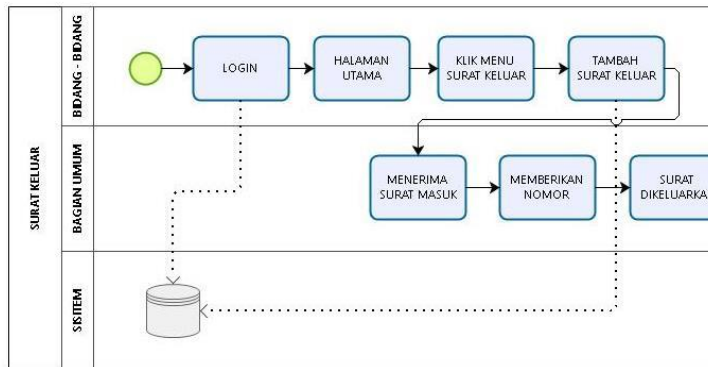 SURAT KELUAR
BIDANG - BIDANG
LOGIN
HALAMAN
UTAMA
KLIK MENU
SURAT KELUAR
TAMBAH
SURAT KELUAR
BAGIAN UMUM
MENERIMA
SURAT MASUK
MEMBERIKAN
NOMOR
SURAT
DIKELUARKA
SISITEM